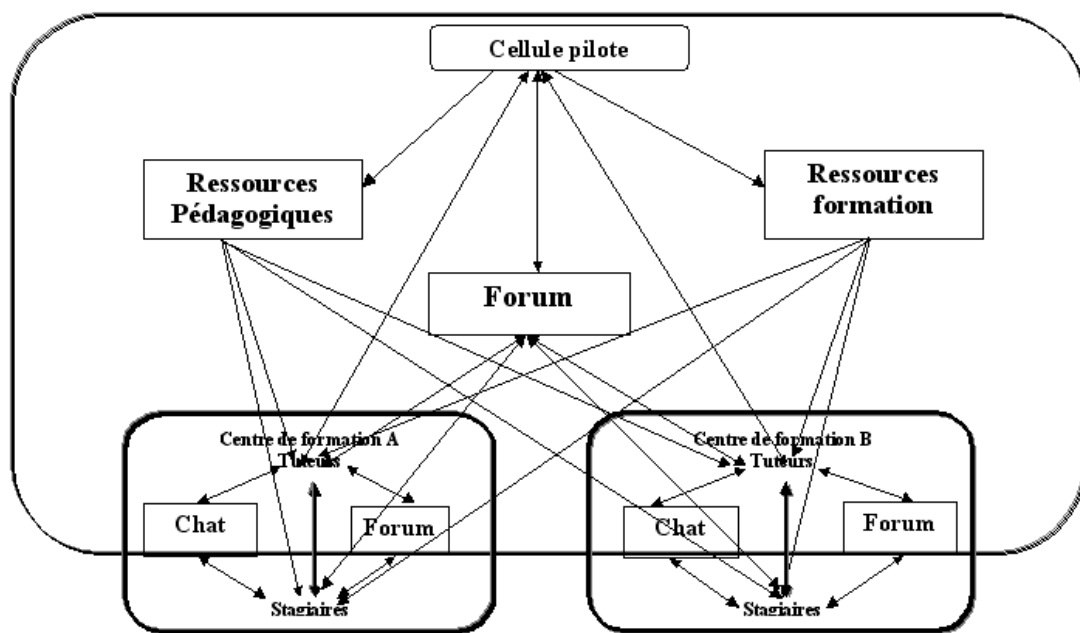 Cellule pilote
Ressources
Pédagogiques
Ressources
formation
Forum
Centre de formation A
Tuteurs
Chat
Forum
Stagiaires
Centre de formation B
Tuteurs
Chat
Forum
Stagiaires